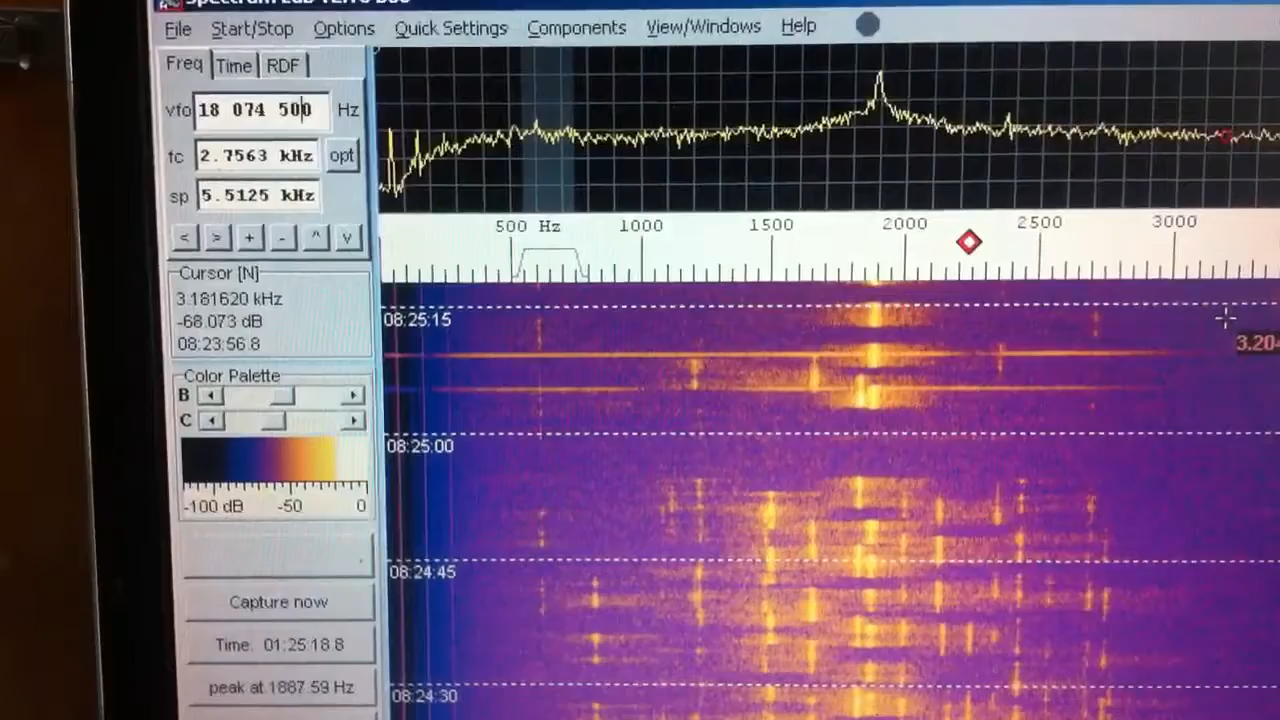 File Start/Stop Options Quick Settings Components View/Windows Help
Freq Time RDF
vfo 18 074 500 Hz
fc 2.7563 kHz opt
sp 5.5125 kHz
< > + - ^ v
500 Hz 1000 1500 2000 2500 3000
Cursor [N]
3.181620 kHz
-68.073 dB
08:23:56.8
Color Palette
B
C
-100 dB -50 0
Capture now
Time: 01:25:18.8
peak at 1887.59 Hz
08:25:15
3.20
08:25:00
08:24:45
08:24:30